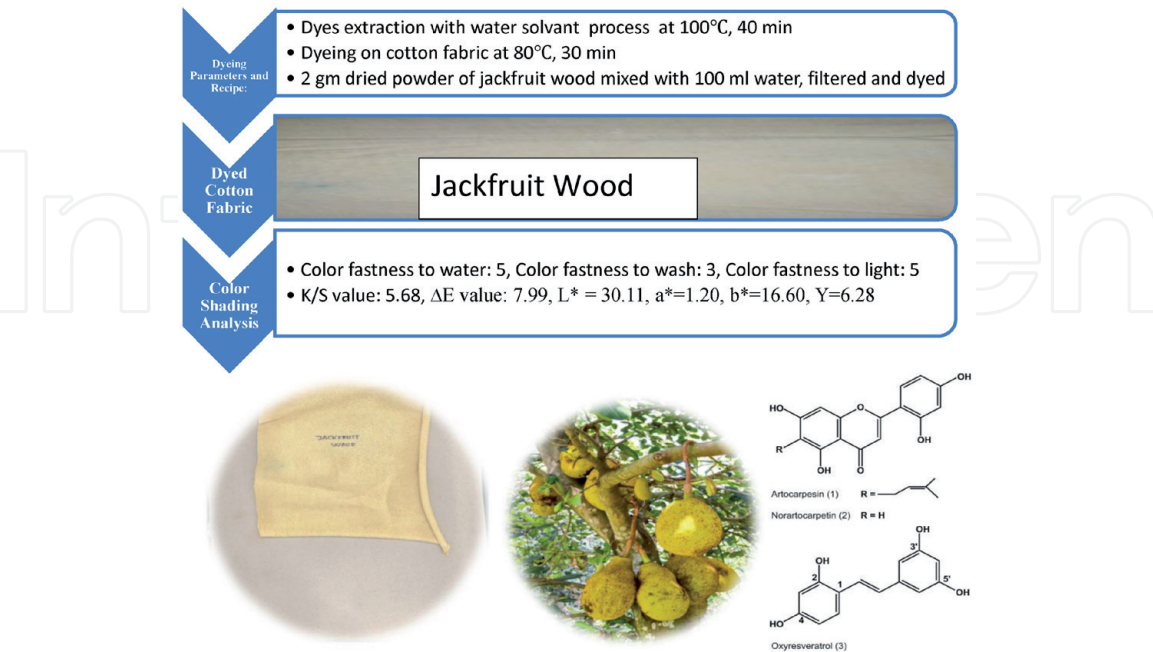 Dyeing
Parameters and
Recipe:
• Dyes extraction with water solvant process at 100°C, 40 min
• Dyeing on cotton fabric at 80°C, 30 min
• 2 gm dried powder of jackfruit wood mixed with 100 ml water, filtered and dyed
Dyed
Cotton
Fabric
Jackfruit Wood
Color
Shading
Analysis
• Color fastness to water: 5, Color fastness to wash: 3, Color fastness to light: 5
• K/S value: 5.68, ΔE value: 7.99, L* = 30.11, a*=1.20, b*=16.60, Y=6.28
JACKFRUIT
OH
HO
O
OH
R
OH
O
Artocarpesin (1) R =
Norartocarpetin (2) R = H
OH
3'
OH
2
1
5'
OH
4
HO
Oxyresveratrol (3)